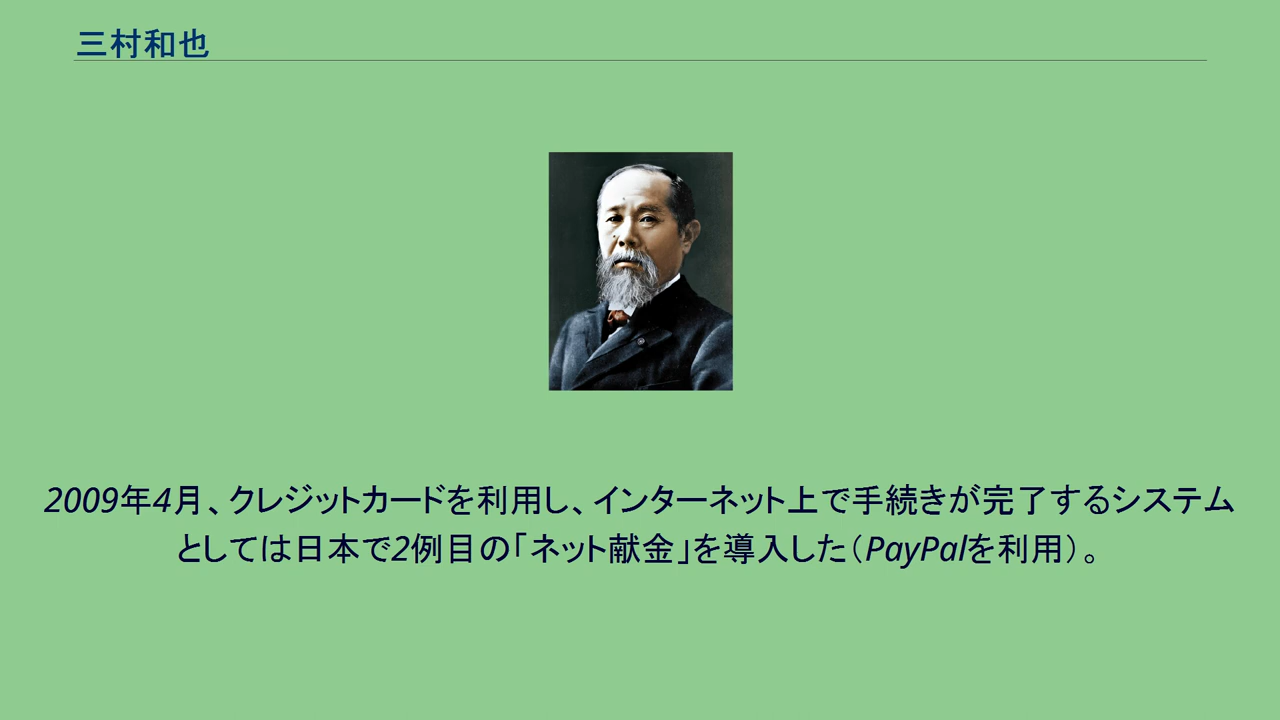 三村和也
2009年4月、クレジットカードを利用し、インターネット上で手続きが完了するシステム
としては日本で2例目の「ネット献金」を導入した（PayPalを利用）。